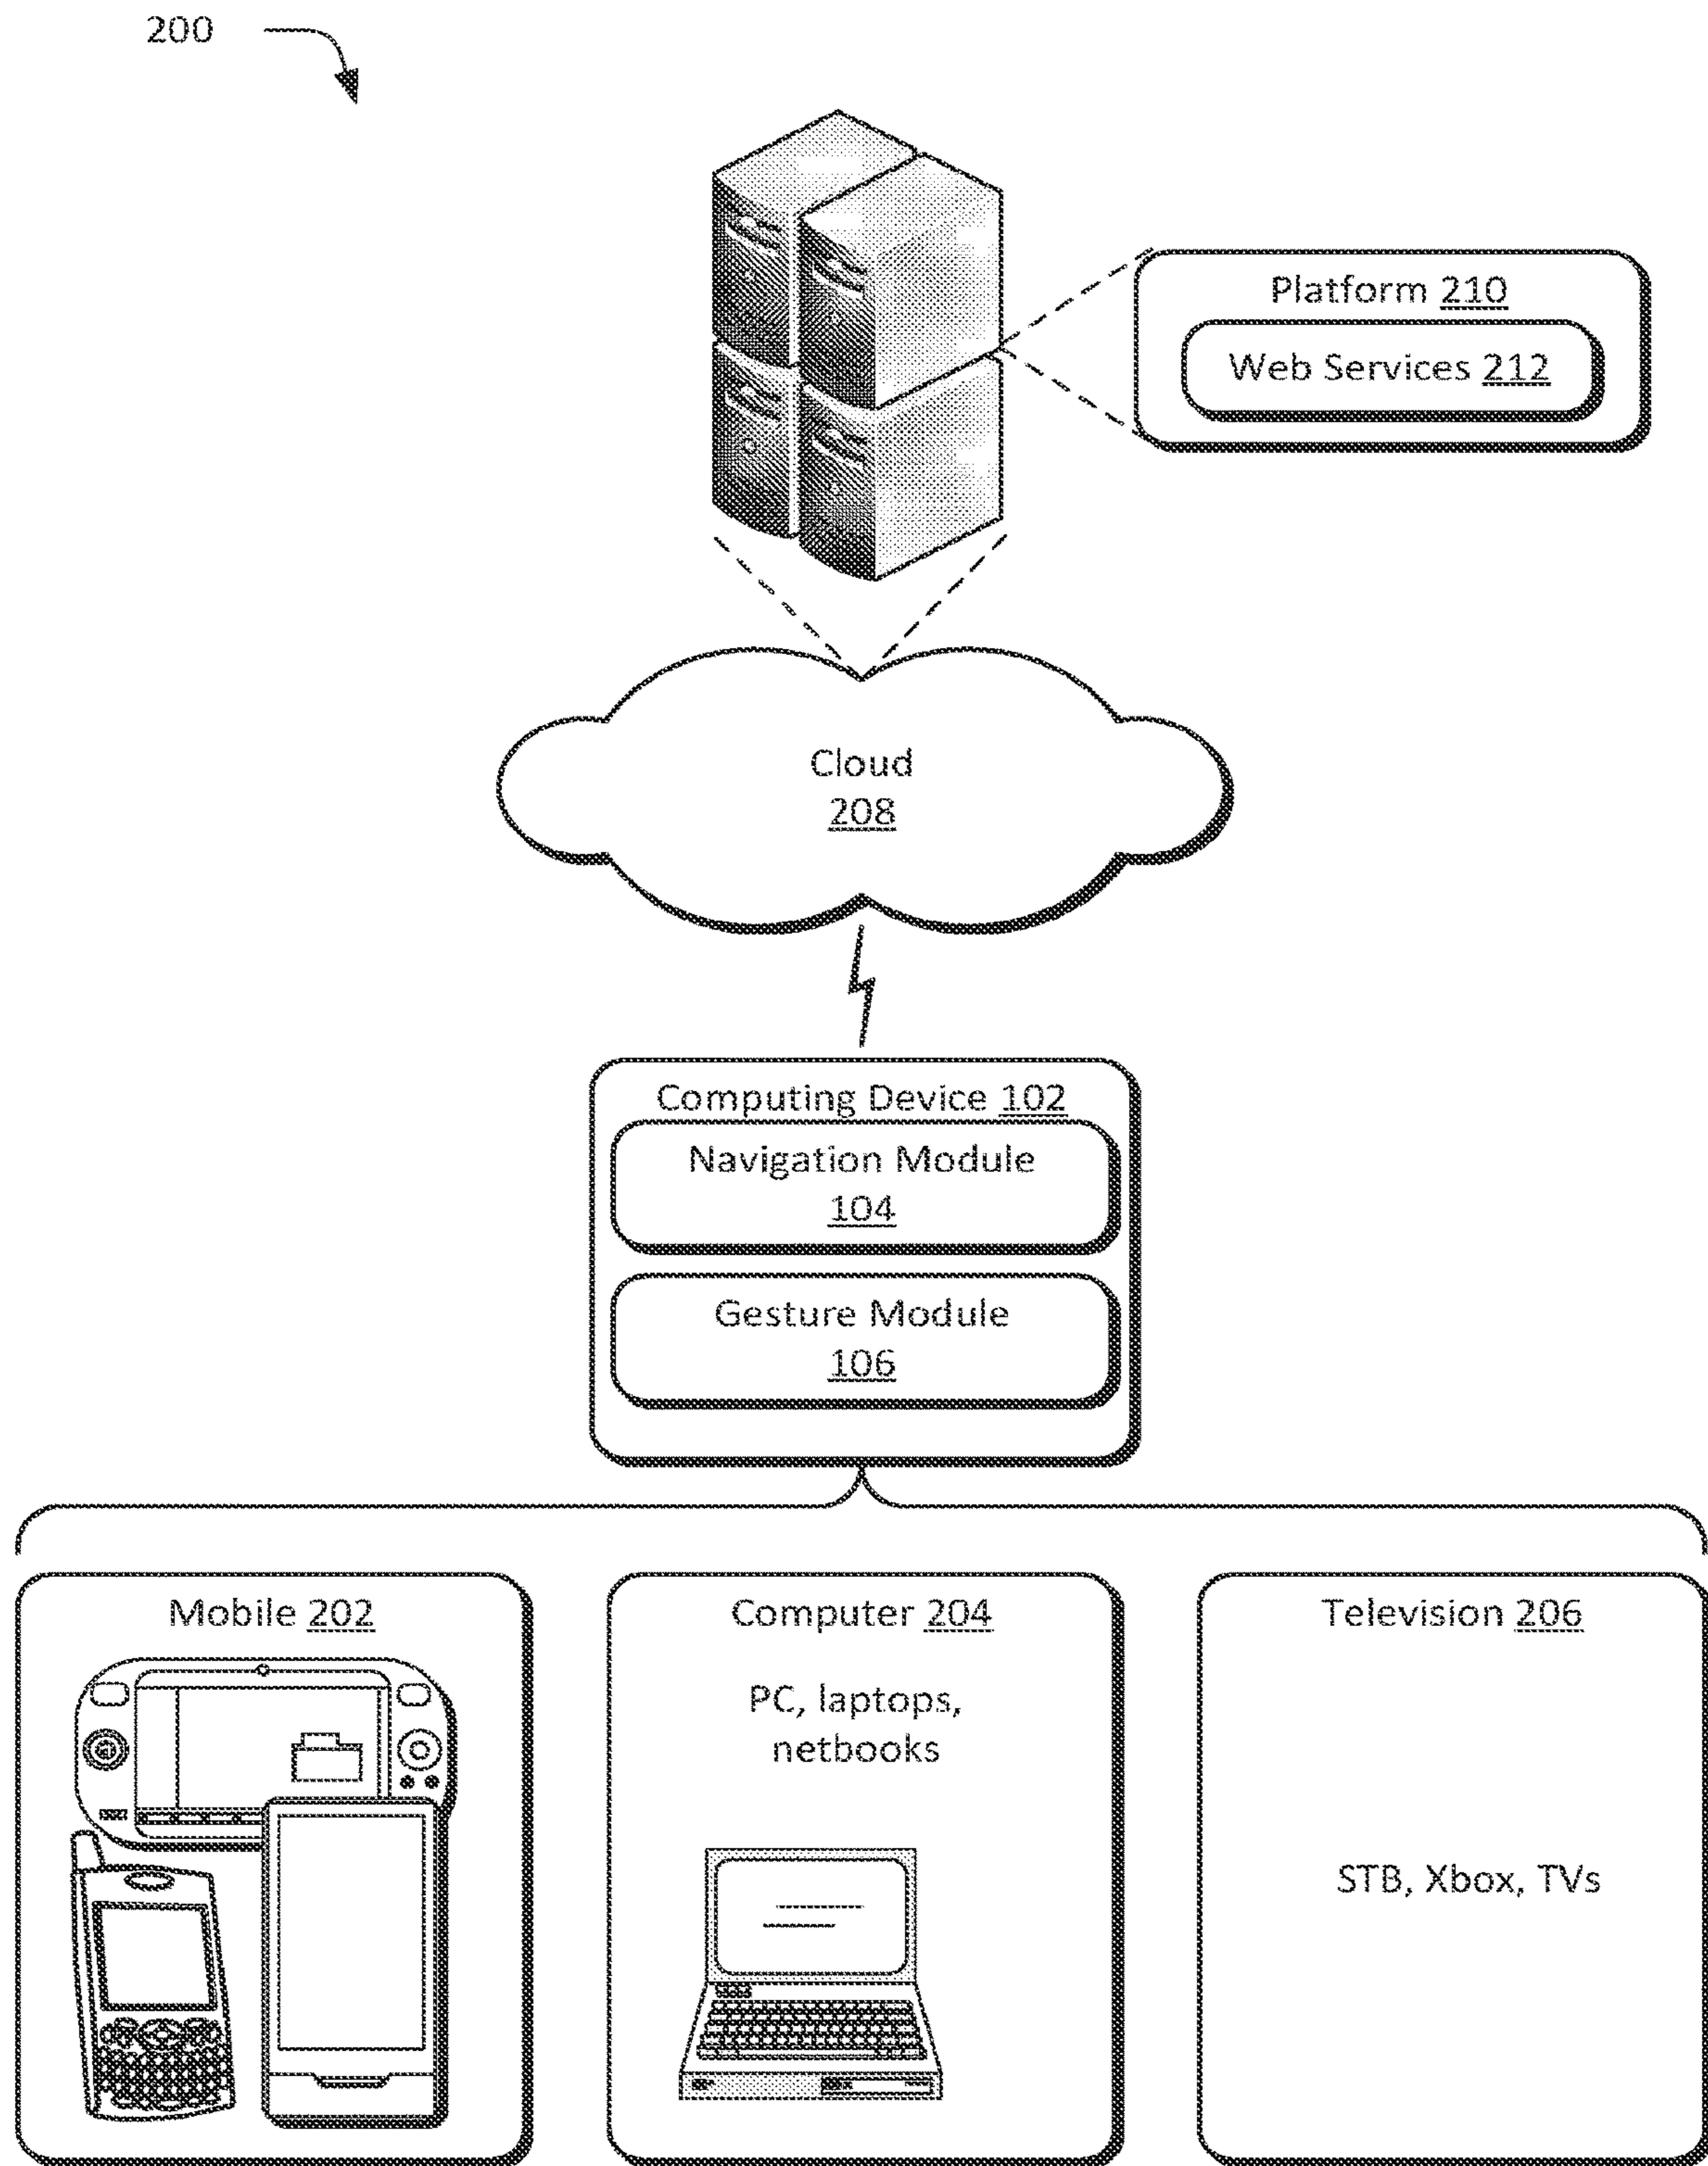 200
Platform 210
Web Services 212
Cloud
208
Computing Device 102
Navigation Module
104
Gesture Module
106
Mobile 202
Computer 204
PC, laptops,
netbooks
Television 206
STB, Xbox, TVs